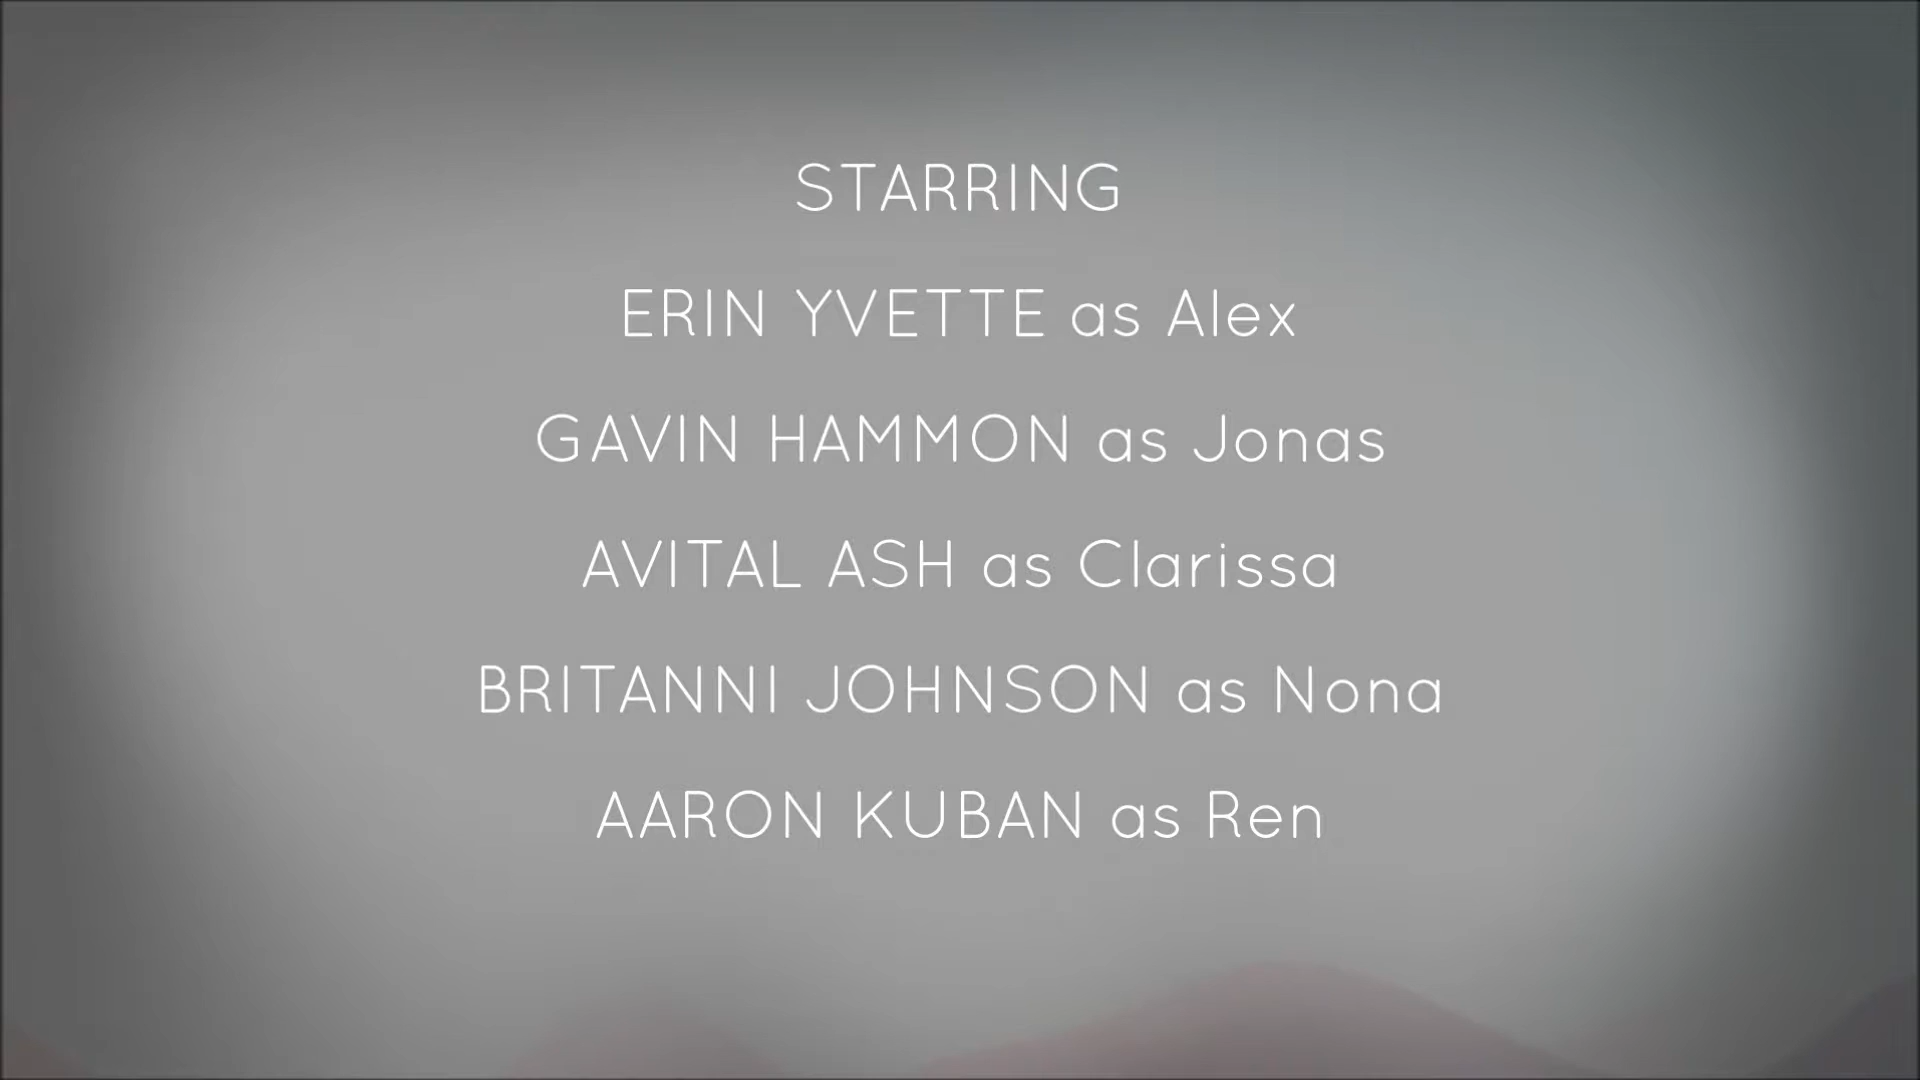 STARRING
ERIN YVETTE as Alex
GAVIN HAMMON as Jonas
AVITAL ASH as Clarissa
BRITANNI JOHNSON as Nona
AARON KUBAN as Ren